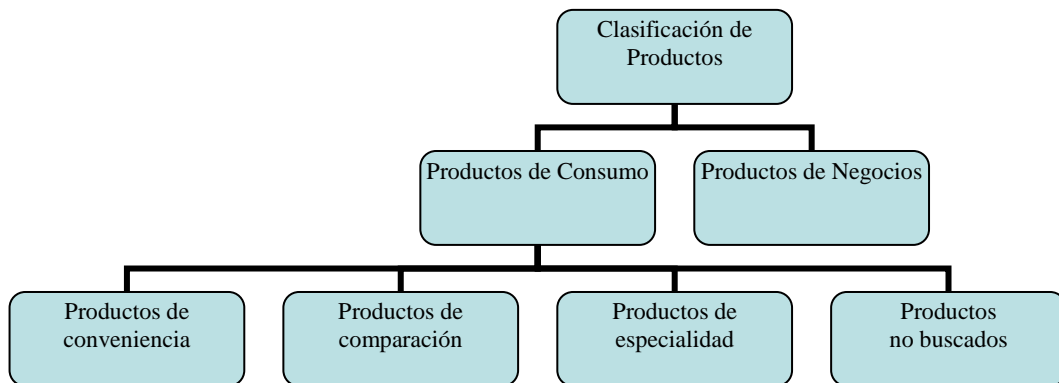 Clasificación de
Productos
Productos de Consumo
Productos de Negocios
Productos de
conveniencia
Productos de
comparación
Productos de
especialidad
Productos
no buscados